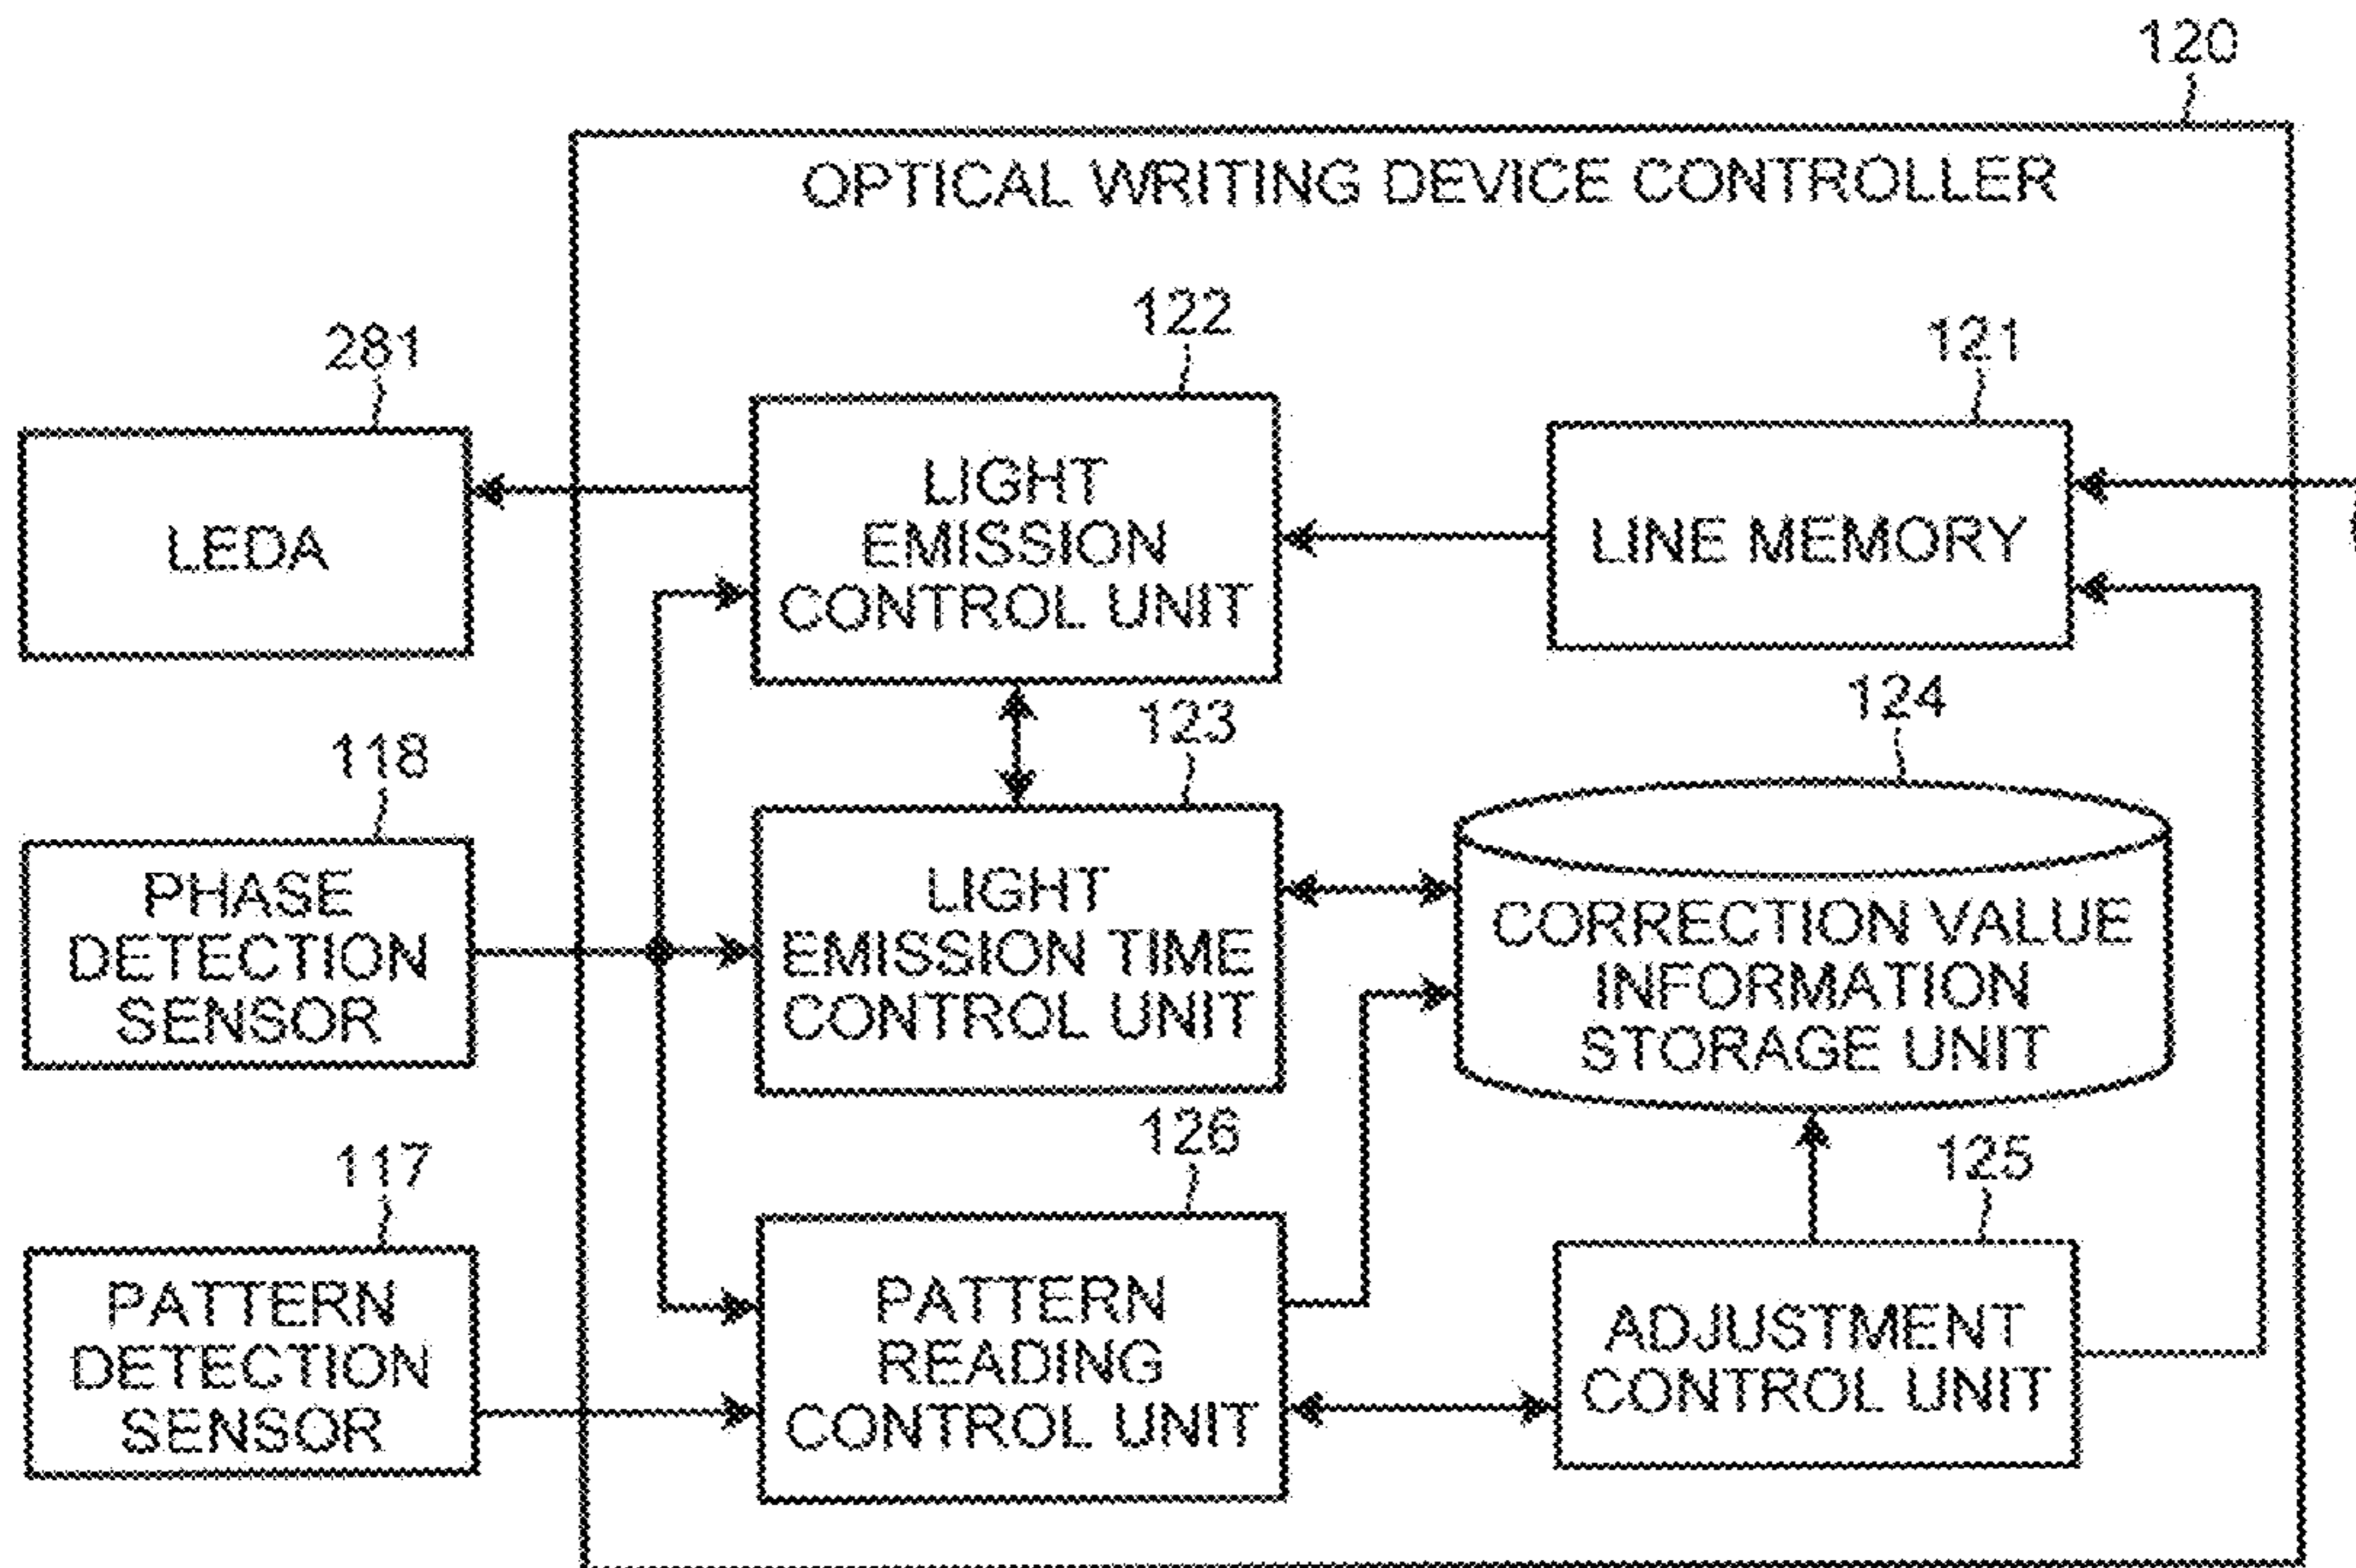 120
OPTICAL WRITING DEVICE CONTROLLER
281
LEDA
122
LIGHT
EMISSION
CONTROL UNIT
121
LINE MEMORY
118
PHASE
DETECTION
SENSOR
123
LIGHT
EMISSION TIME
CONTROL UNIT
124
CORRECTION VALUE
INFORMATION
STORAGE UNIT
117
PATTERN
DETECTION
SENSOR
126
PATTERN
READING
CONTROL UNIT
125
ADJUSTMENT
CONTROL UNIT